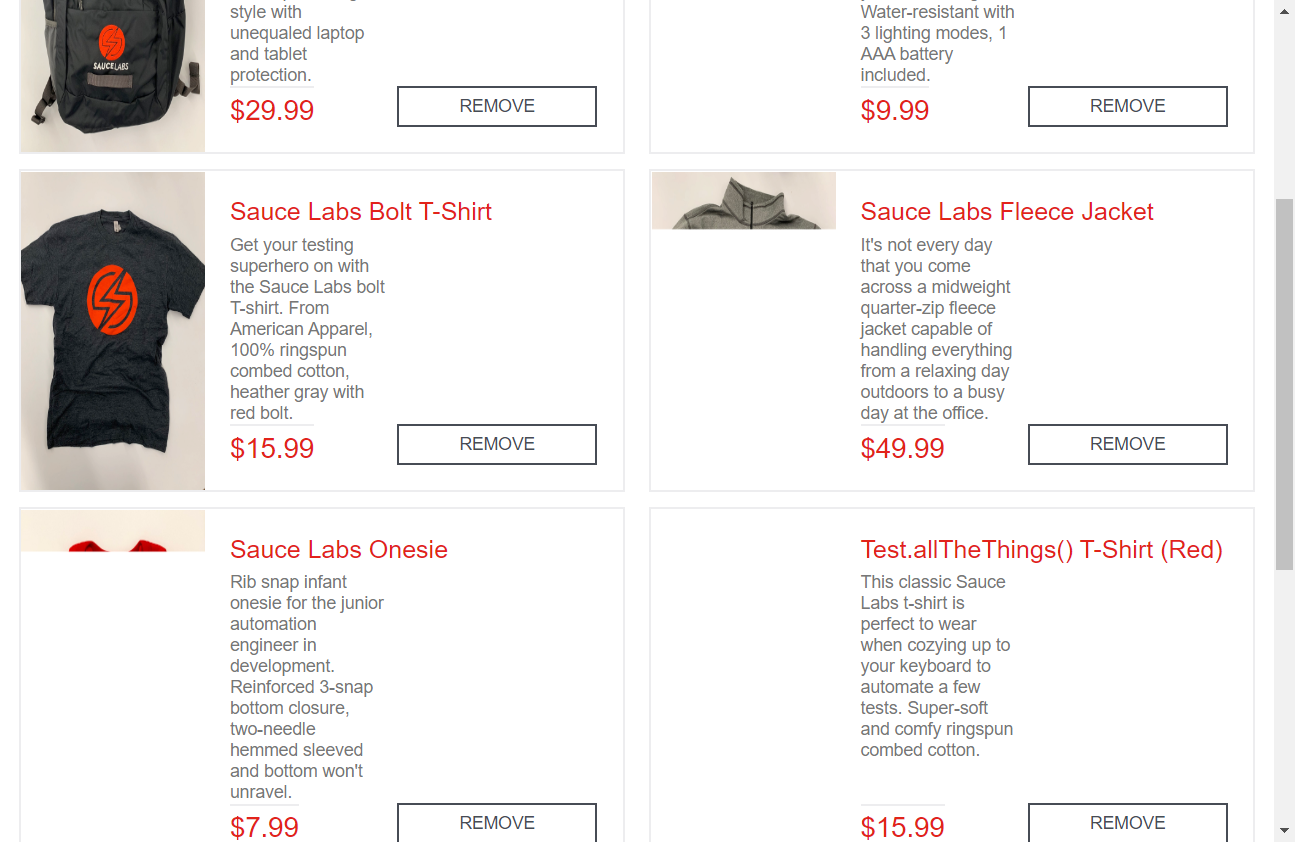 style with
unequaled laptop
and tablet
protection.
$29.99
REMOVE
SAUCELABS
Water-resistant with
3 lighting modes, 1
AAA battery
included.
$9.99
REMOVE
Sauce Labs Bolt T-Shirt
Get your testing
superhero on with
the Sauce Labs bolt
T-shirt. From
American Apparel,
100% ringspun
combed cotton,
heather gray with
red bolt.
$15.99
REMOVE
Sauce Labs Fleece Jacket
It's not every day
that you come
across a midweight
quarter-zip fleece
jacket capable of
handling everything
from a relaxing day
outdoors to a busy
day at the office.
$49.99
REMOVE
Sauce Labs Onesie
Rib snap infant
onesie for the junior
automation
engineer in
development.
Reinforced 3-snap
bottom closure,
two-needle
hemmed sleeved
and bottom won't
unravel.
$7.99
REMOVE
Test.allTheThings() T-Shirt (Red)
This classic Sauce
Labs t-shirt is
perfect to wear
when cozying up to
your keyboard to
automate a few
tests. Super-soft
and comfy ringspun
combed cotton.
$15.99
REMOVE